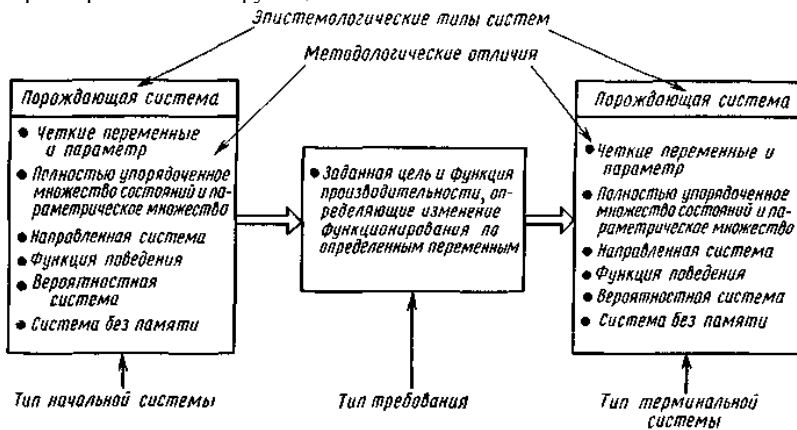 Эпистемологические типы систем
Методологические отличия
Порождающая система
● Четкие переменные
и параметр
● Полностью упорядоченное
множество состояний и па-
раметрическое множество
● Направленная система
● Функция поведения
● Вероятностная
система
● Система без памяти
● Заданная цель и функция
производительности, оп-
ределяющие изменение
функционирования по
определенным переменным
Порождающая система
● Четкие переменные и
параметр
● Полностью упорядоченное
множество состояний и па-
раметрическое множество
● Направленная система
● Функция поведения
● Вероятностная система
● Система без памяти
Тип начальной системы
Тип требования
Тип терминальной
системы